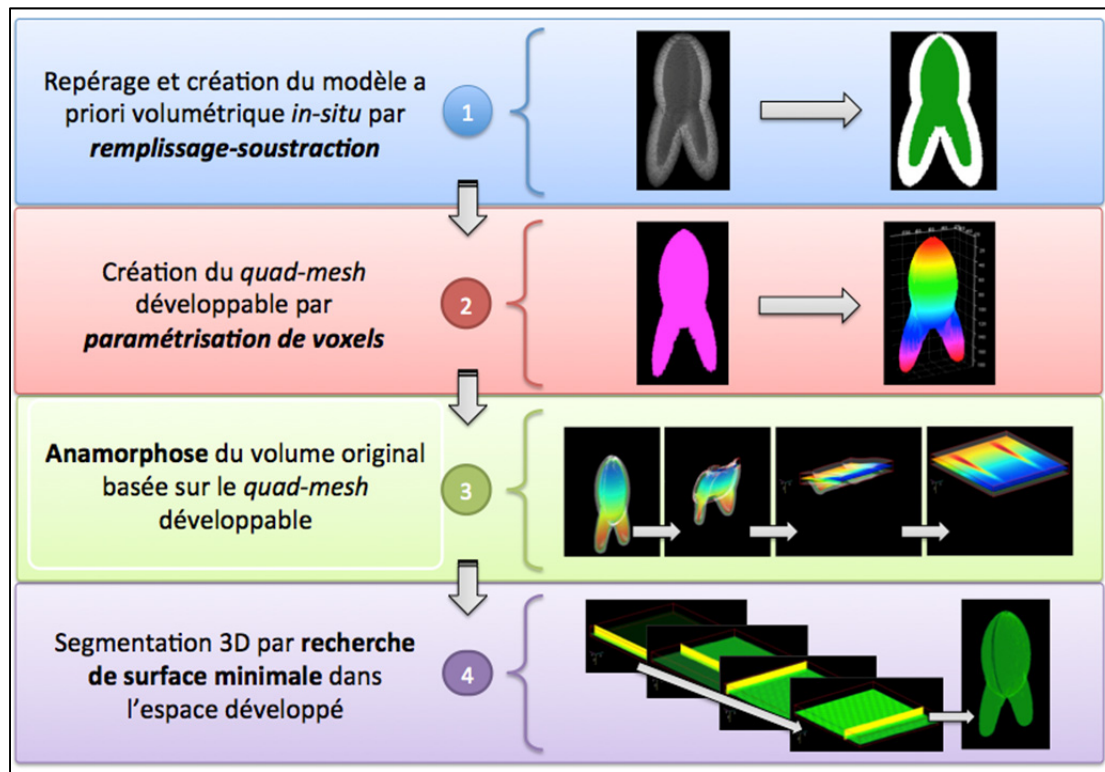 Repérage et création du modèle a
priori volumétrique in-situ par
remplissage-soustraction
1
Création du quad-mesh
développable par
paramétrisation de voxels
2
Anamorphose du volume original
basée sur le quad-mesh
développable
3
Segmentation 3D par recherche
de surface minimale dans
l'espace développé
4